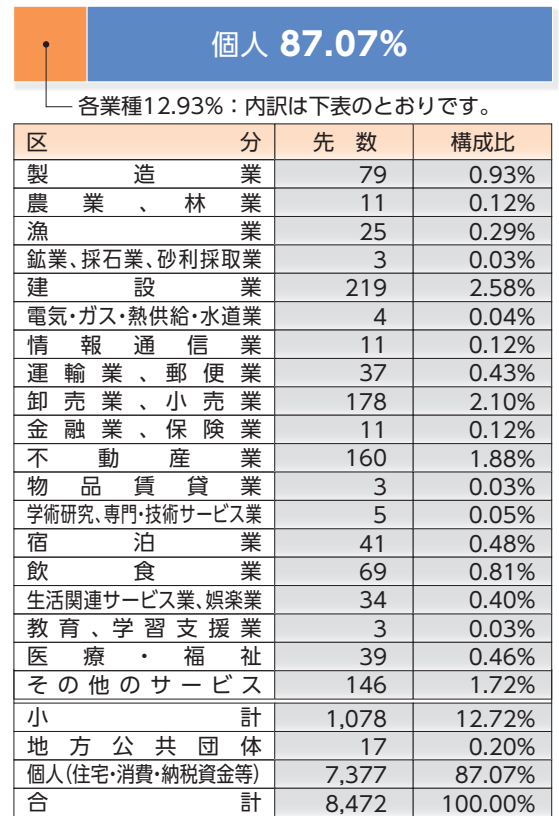 個人 87.07%
各業種12.93%：内訳は下表のとおりです。
区分 先数 構成比
製造業 79 0.93%
農業、林業 11 0.12%
漁業 25 0.29%
鉱業、採石業、砂利採取業 3 0.03%
建設業 219 2.58%
電気・ガス・熱供給・水道業 4 0.04%
情報通信業 11 0.12%
運輸業、郵便業 37 0.43%
卸売業、小売業 178 2.10%
金融業、保険業 11 0.12%
不動産業 160 1.88%
物品賃貸業 3 0.03%
学術研究、専門・技術サービス業 5 0.05%
宿泊業 41 0.48%
飲食業 69 0.81%
生活関連サービス業、娯楽業 34 0.40%
教育、学習支援業 3 0.03%
医療・福祉 39 0.46%
その他のサービス 146 1.72%
小計 1,078 12.72%
地方公共団体 17 0.20%
個人(住宅・消費・納税資金等) 7,377 87.07%
合計 8,472 100.00%